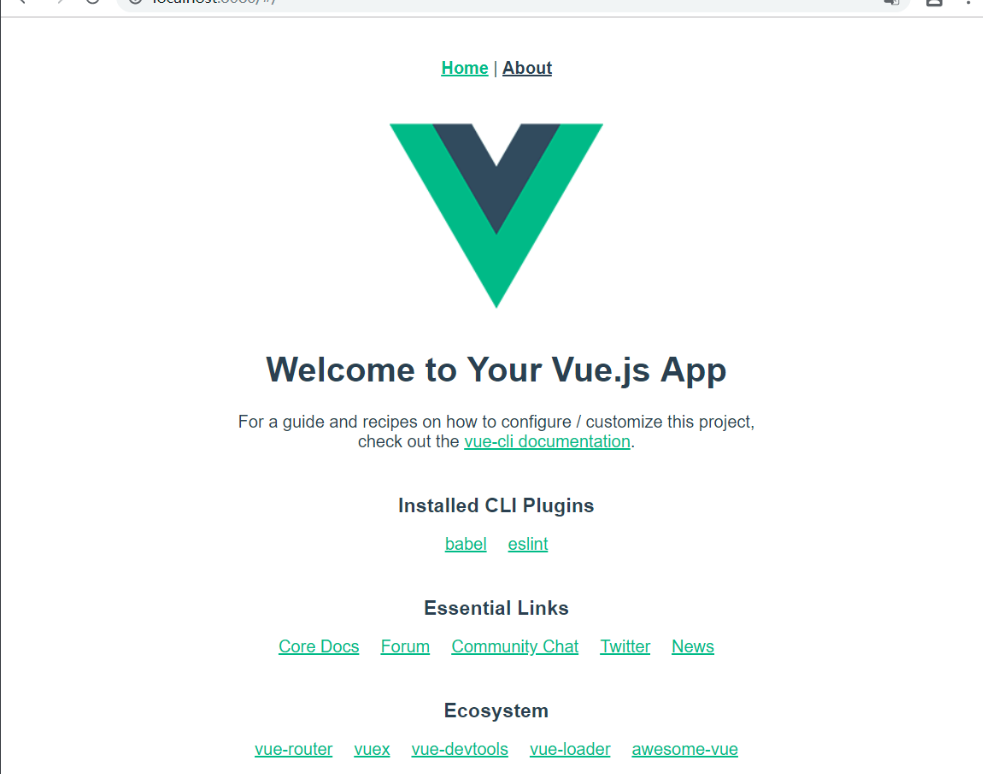 Home | About
Welcome to Your Vue.js App
For a guide and recipes on how to configure / customize this project,
check out the vue-cli documentation.
Installed CLI Plugins
babel eslint
Essential Links
Core Docs Forum Community Chat Twitter News
Ecosystem
vue-router vuex vue-devtools vue-loader awesome-vue